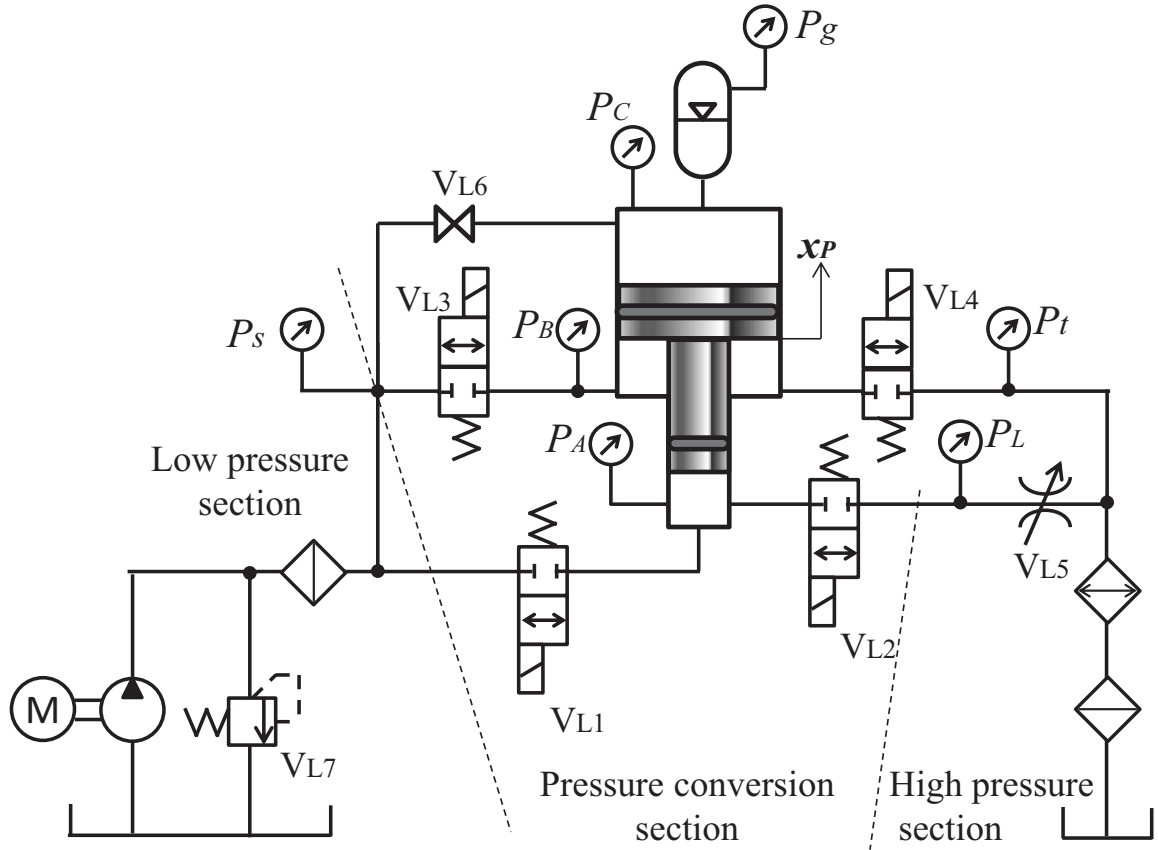 Pg
PC
VL6
xP
VL3
VL4
Ps
PB
Pt
PA
PL
Low pressure
section
VL5
VL2
M
VL1
VL7
Pressure conversion
section
High pressure
section